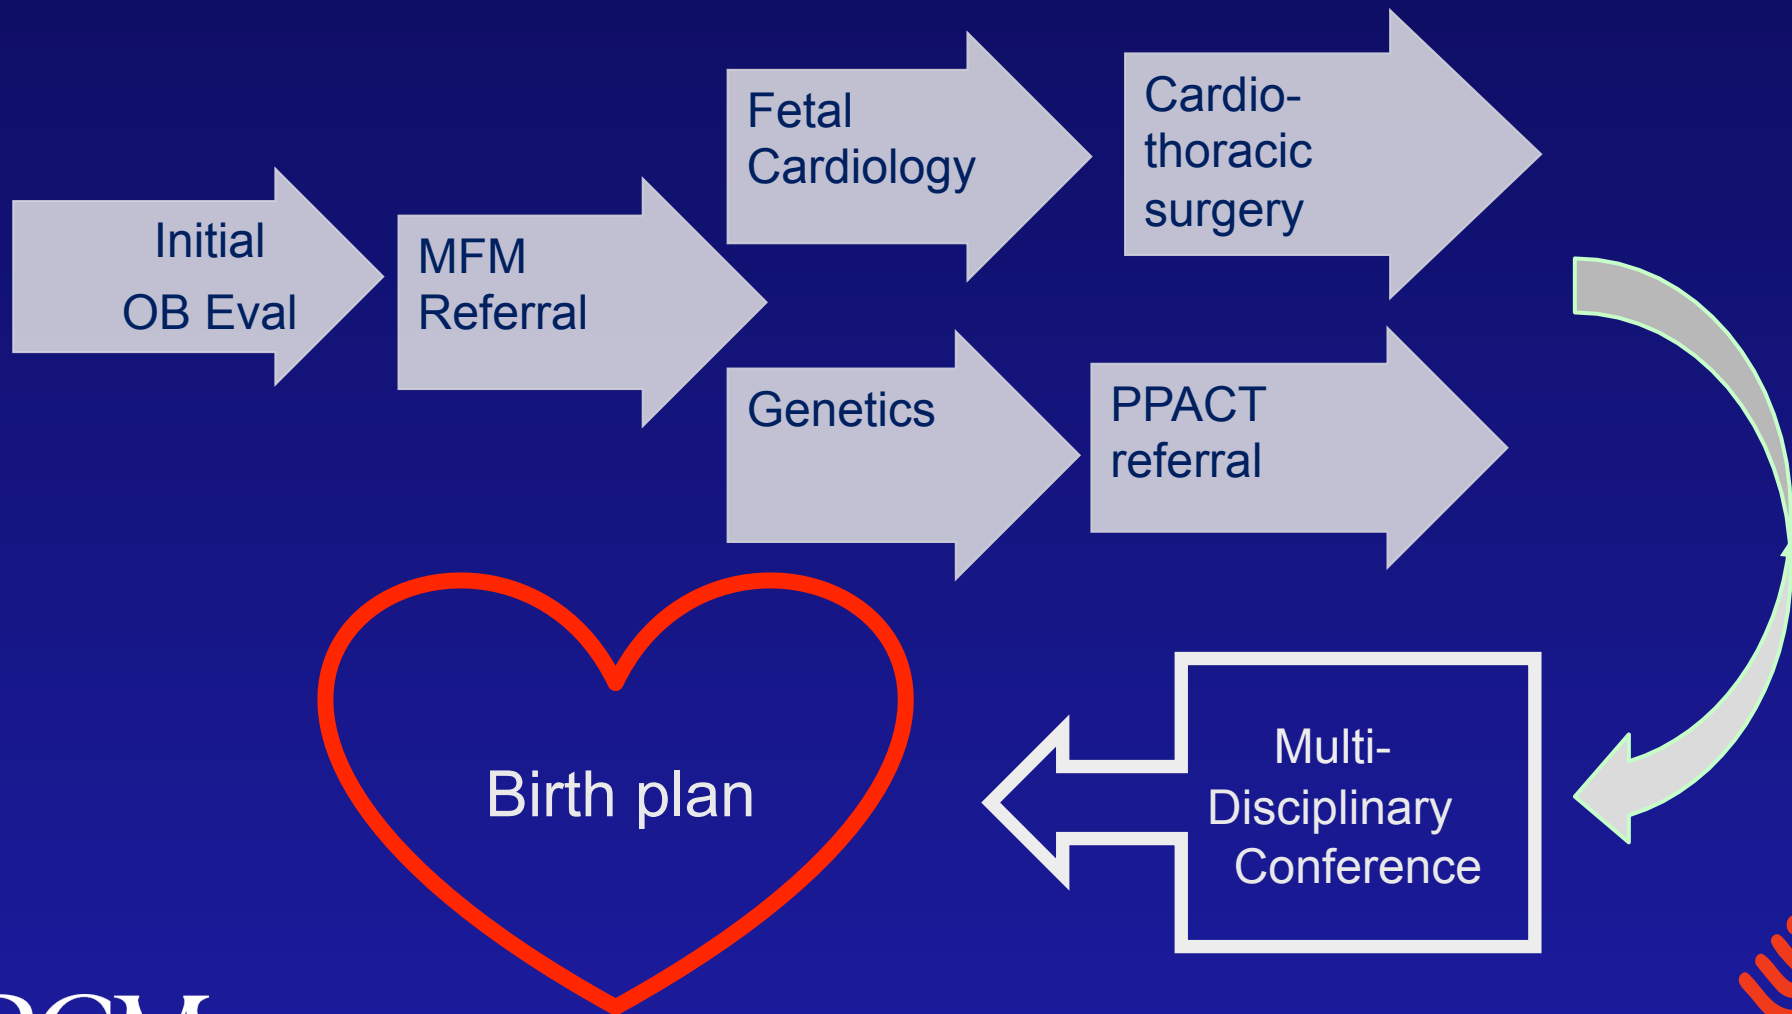 Initial
OB Eval
MFM
Referral
Fetal
Cardiology
Cardio-
thoracic
surgery
Genetics
PPACT
referral
Multi-
Disciplinary
Conference
Birth plan